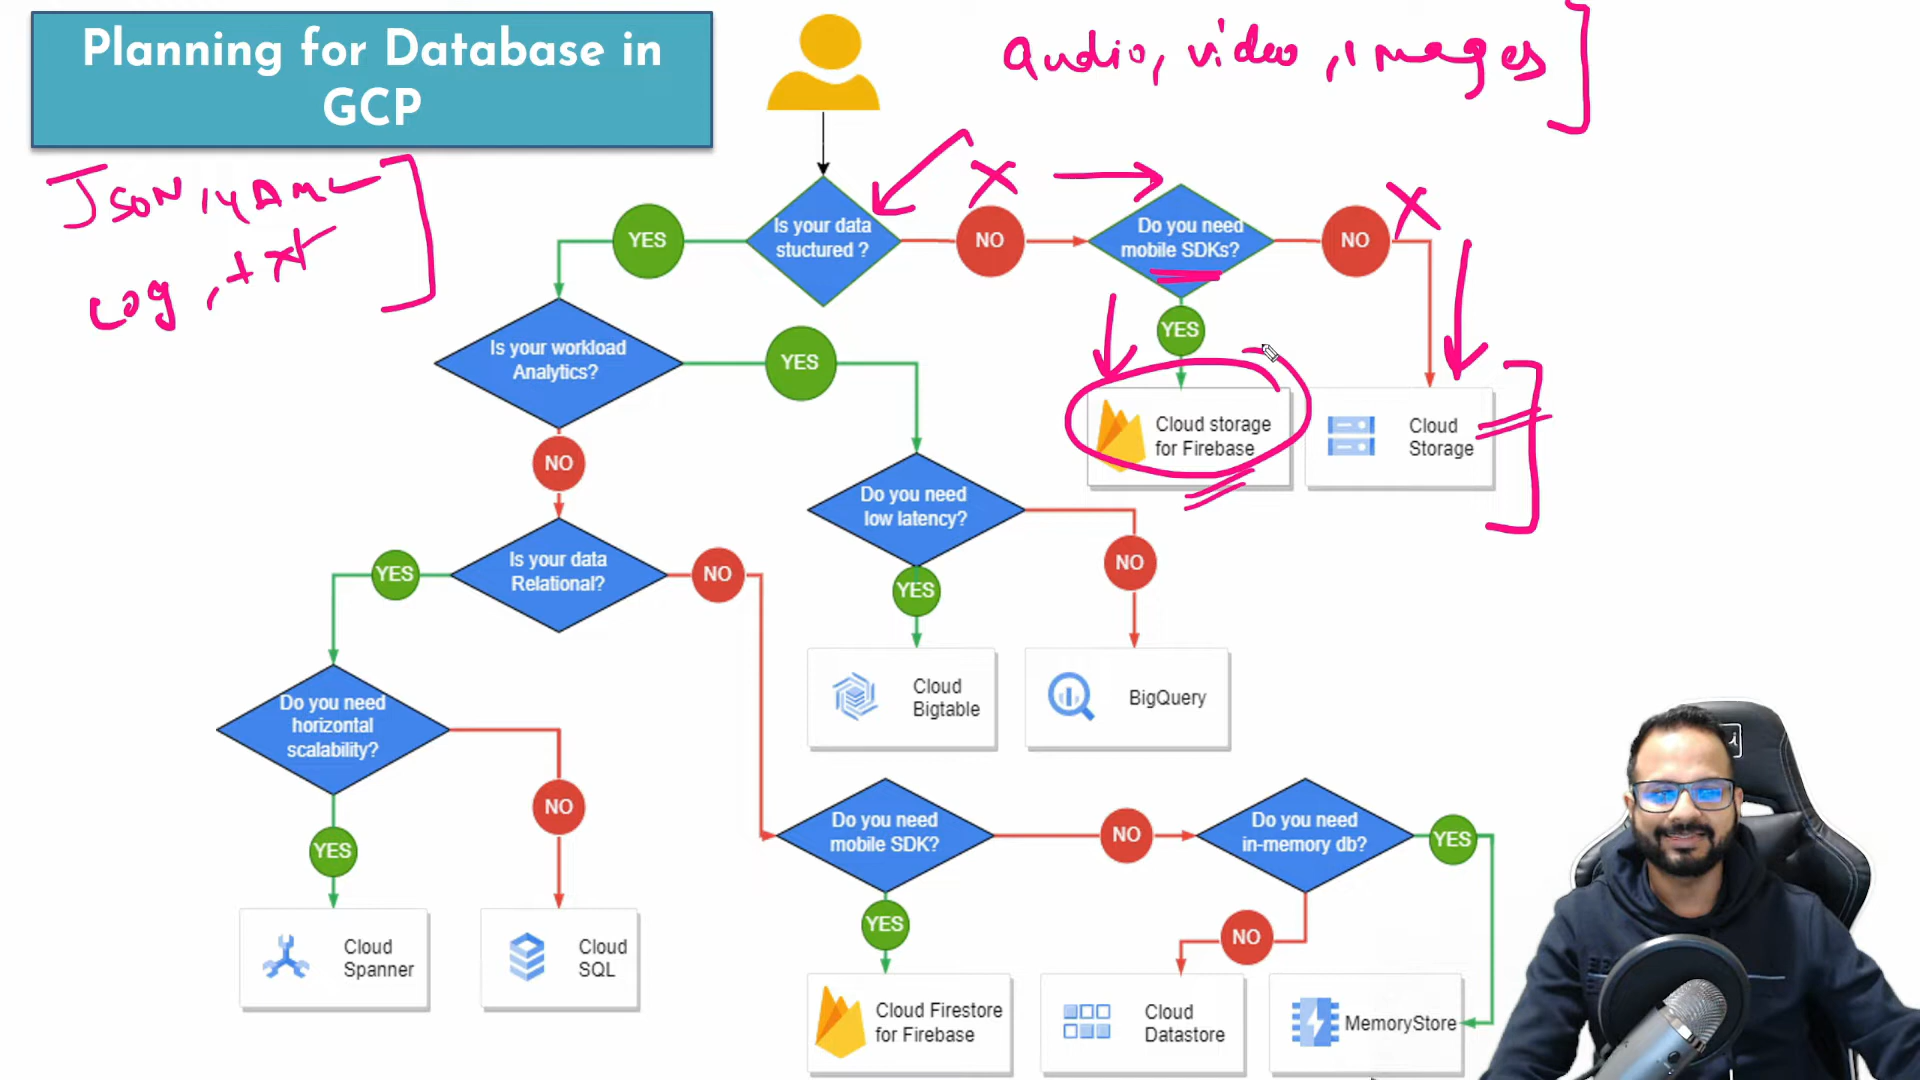 Planning for Database in
GCP
audio, video, images
JSON, YAML
log, txt
Is your data
stuctured ?
YES
NO
Do you need
mobile SDKs?
NO
YES
Cloud storage
for Firebase
Cloud
Storage
Is your workload
Analytics?
YES
NO
Do you need
low latency?
NO
YES
Cloud
Bigtable
BigQuery
Is your data
Relational?
YES
NO
Do you need
horizontal
scalability?
NO
YES
Cloud
Spanner
Cloud
SQL
Do you need
mobile SDK?
NO
YES
Do you need
in-memory db?
YES
NO
Cloud Firestore
for Firebase
Cloud
Datastore
MemoryStore